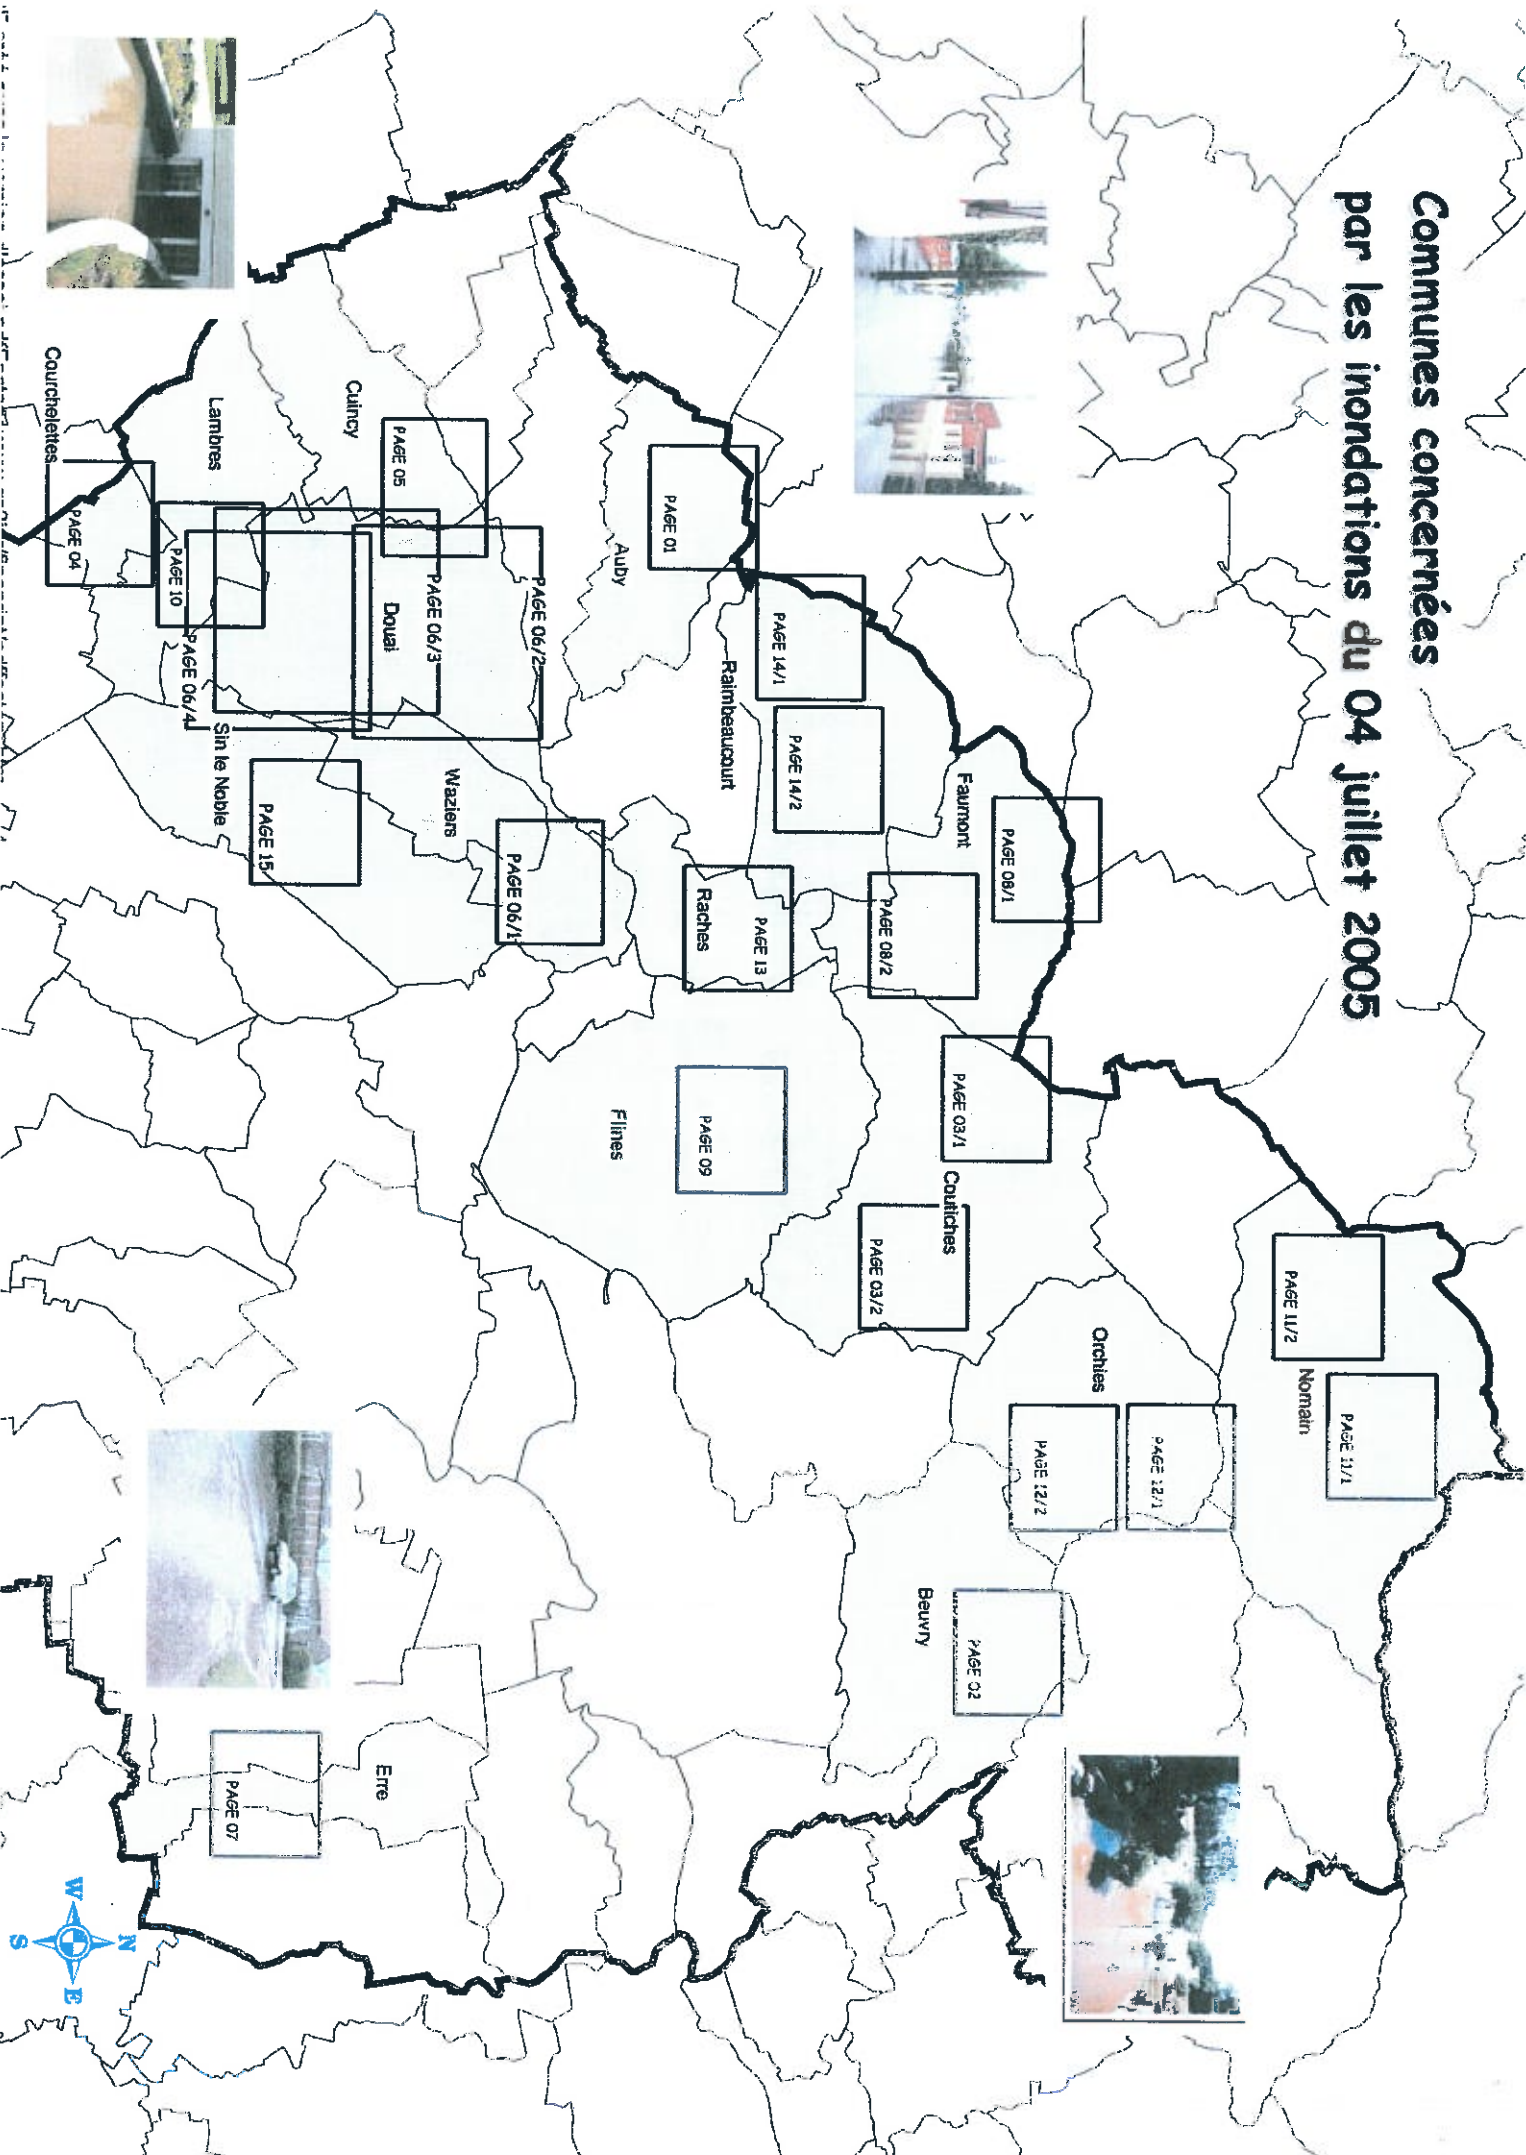 Communes concernées
par les inondations du 04 juillet 2005
PAGE 11/1
PAGE 11/2
Nomain
PAGE 12/1
PAGE 12/2
Orchies
PAGE 08/1
Faumont
PAGE 03/1
Coutiches
PAGE 02
Beuvry
PAGE 08/2
PAGE 03/2
PAGE 14/1
PAGE 14/2
Raimbeaucourt
PAGE 13
Raches
PAGE 09
Flines
PAGE 01
Auby
PAGE 06/2
PAGE 06/1
Waziers
PAGE 06/3
PAGE 05
Douai
Cuincy
Erre
PAGE 07
PAGE 15
Sin le Noble
Lambres
PAGE 06/4
PAGE 10
PAGE 04
Courchelettes
N
W
E
S